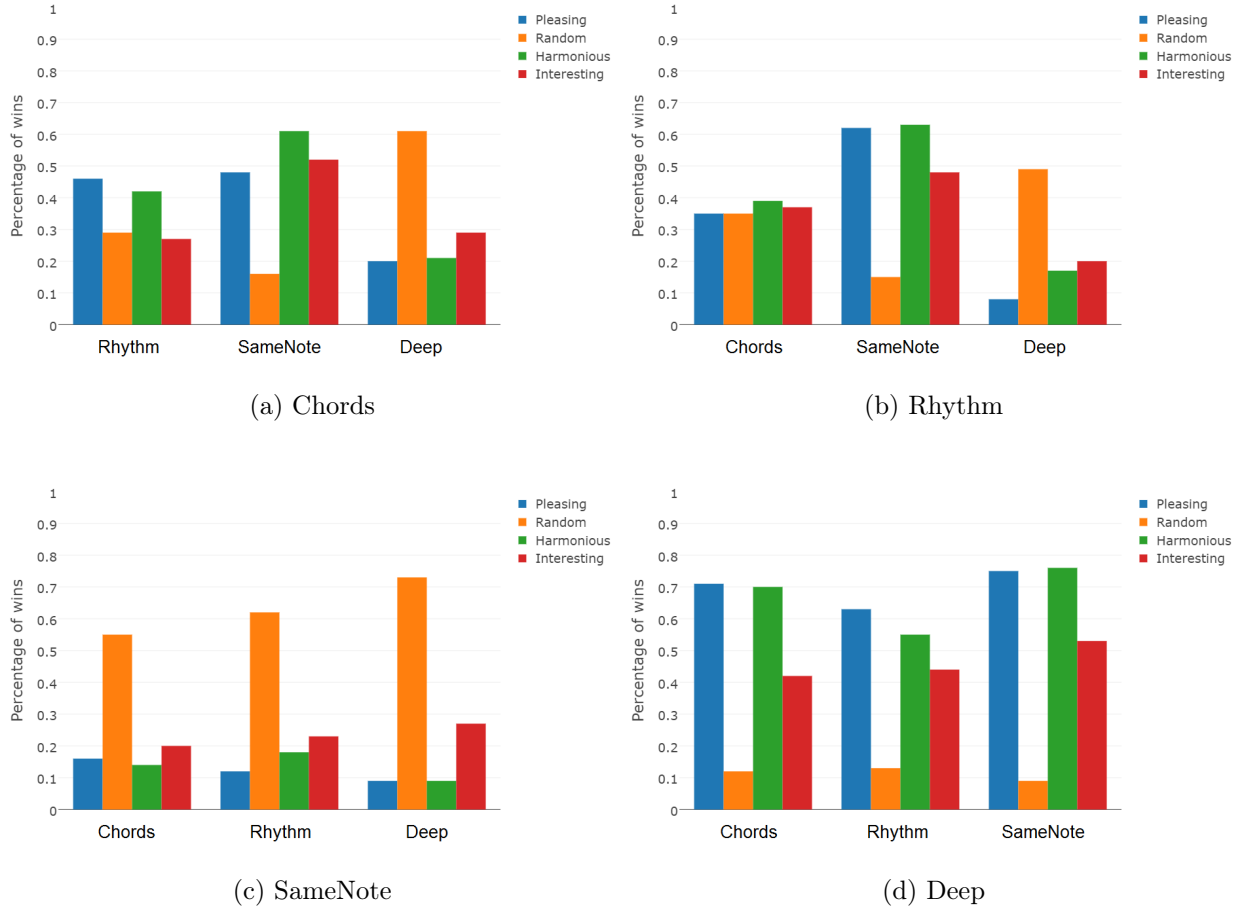 Percentage of wins
1
0.9
0.8
0.7
0.6
0.5
0.4
0.3
0.2
0.1
0
Rhythm SameNote Deep
Pleasing
Random
Harmonious
Interesting
(a) Chords
Percentage of wins
1
0.9
0.8
0.7
0.6
0.5
0.4
0.3
0.2
0.1
0
Chords SameNote Deep
Pleasing
Random
Harmonious
Interesting
(b) Rhythm
Percentage of wins
1
0.9
0.8
0.7
0.6
0.5
0.4
0.3
0.2
0.1
0
Chords Rhythm Deep
Pleasing
Random
Harmonious
Interesting
(c) SameNote
Percentage of wins
1
0.9
0.8
0.7
0.6
0.5
0.4
0.3
0.2
0.1
0
Chords Rhythm SameNote
Pleasing
Random
Harmonious
Interesting
(d) Deep